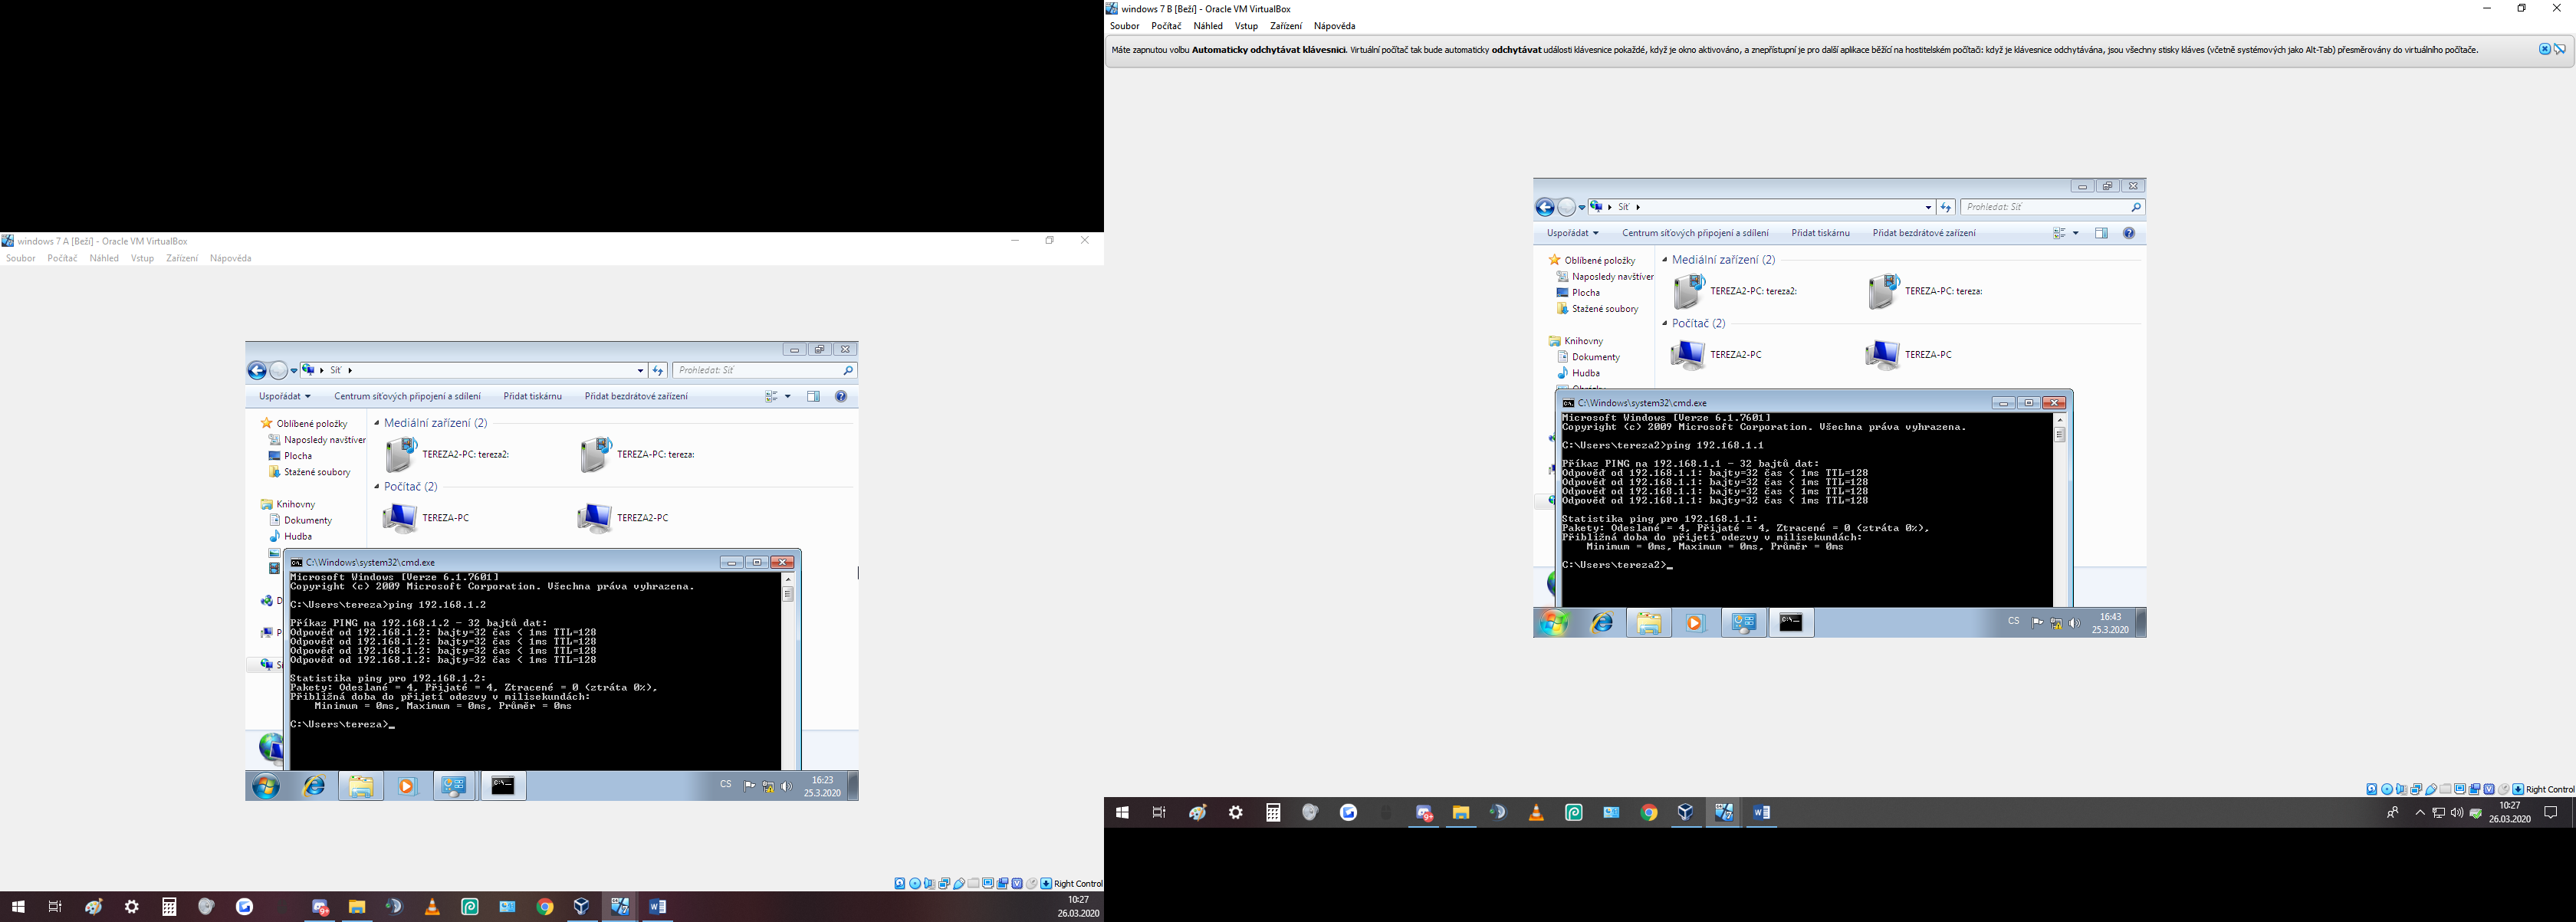 windows 7 A [Beží] - Oracle VM VirtualBox
Soubor Počítač Náhled Vstup Zařízení Nápověda
Síť
Prohledat: Síť
Uspořádat Centrum síťových připojení a sdílení Přidat tiskárnu Přidat bezdrátové zařízení
Oblíbené položky
Naposledy navštíver
Plocha
Stažené soubory
Knihovny
Dokumenty
Hudba
Mediální zařízení (2)
TEREZA2-PC: tereza2:
TEREZA-PC: tereza:
Počítač (2)
TEREZA-PC
TEREZA2-PC
C:\Windows\system32\cmd.exe
Microsoft Windows [Verze 6.1.7601]
Copyright (c) 2009 Microsoft Corporation. Všechna práva vyhrazena.
C:\Users\tereza>ping 192.168.1.2
Příkaz PING na 192.168.1.2 - 32 bajtů dat:
Odpověď od 192.168.1.2: bajty=32 čas < 1ms TTL=128
Odpověď od 192.168.1.2: bajty=32 čas < 1ms TTL=128
Odpověď od 192.168.1.2: bajty=32 čas < 1ms TTL=128
Odpověď od 192.168.1.2: bajty=32 čas < 1ms TTL=128
Statistika ping pro 192.168.1.2:
Pakety: Odeslané = 4, Přijaté = 4, Ztracené = 0 (ztráta 0%),
Přibližná doba do přijetí odezvy v milisekundách:
Minimum = 0ms, Maximum = 0ms, Průměr = 0ms
C:\Users\tereza>_
CS
16:23
25.3.2020
Right Control
10:27
26.03.2020
windows 7 B [Beží] - Oracle VM VirtualBox
Soubor Počítač Náhled Vstup Zařízení Nápověda
Máte zapnutou volbu Automaticky odchytávat klávesnici. Virtuální počítač tak bude automaticky odchytávat události klávesnice pokaždé, když je okno aktivováno, a znepřístupní je pro další aplikace běžící na hostitelském počítači: když je klávesnice odchytávána, jsou všechny stisky kláves (včetně systémových jako Alt-Tab) přesměrovány do virtuálního počítače.
Síť
Prohledat: Síť
Uspořádat Centrum síťových připojení a sdílení Přidat tiskárnu Přidat bezdrátové zařízení
Oblíbené položky
Naposledy navštíver
Plocha
Stažené soubory
Knihovny
Dokumenty
Hudba
Mediální zařízení (2)
TEREZA2-PC: tereza2:
TEREZA-PC: tereza:
Počítač (2)
TEREZA2-PC
TEREZA-PC
C:\Windows\system32\cmd.exe
Microsoft Windows [Verze 6.1.7601]
Copyright (c) 2009 Microsoft Corporation. Všechna práva vyhrazena.
C:\Users\tereza2>ping 192.168.1.1
Příkaz PING na 192.168.1.1 - 32 bajtů dat:
Odpověď od 192.168.1.1: bajty=32 čas < 1ms TTL=128
Odpověď od 192.168.1.1: bajty=32 čas < 1ms TTL=128
Odpověď od 192.168.1.1: bajty=32 čas < 1ms TTL=128
Odpověď od 192.168.1.1: bajty=32 čas < 1ms TTL=128
Statistika ping pro 192.168.1.1:
Pakety: Odeslané = 4, Přijaté = 4, Ztracené = 0 (ztráta 0%),
Přibližná doba do přijetí odezvy v milisekundách:
Minimum = 0ms, Maximum = 0ms, Průměr = 0ms
C:\Users\tereza2>_
CS
16:43
25.3.2020
Right Control
10:27
26.03.2020